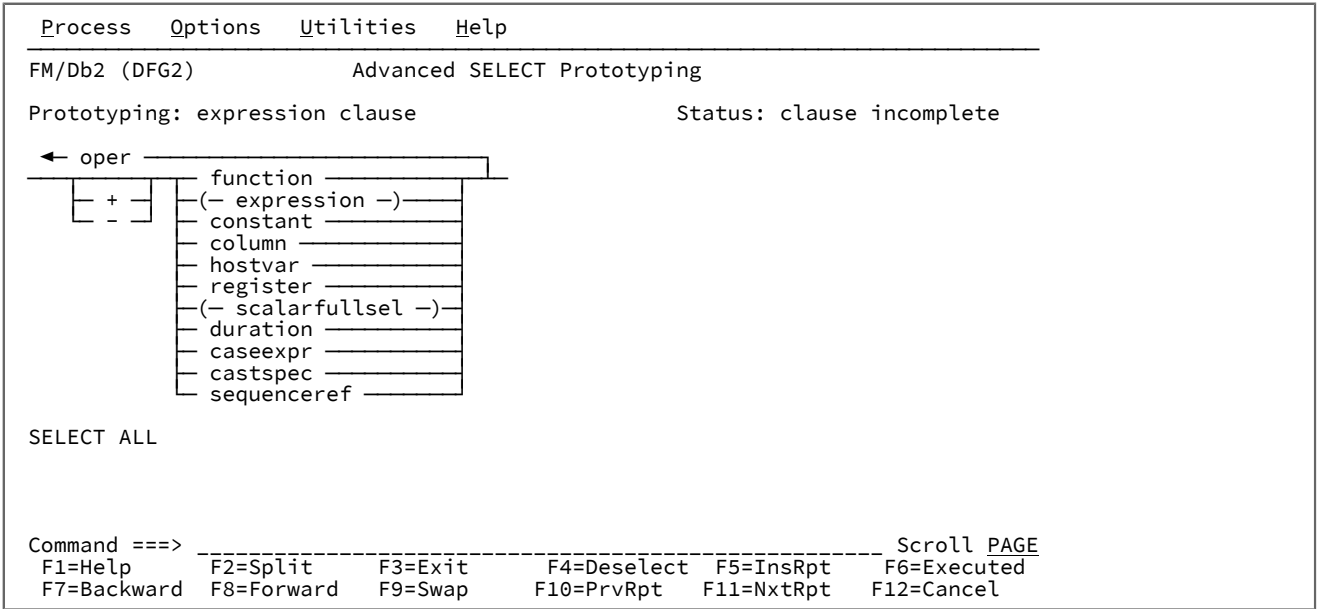 Process Options Utilities Help
FM/Db2 (DFG2) Advanced SELECT Prototyping
Prototyping: expression clause Status: clause incomplete
oper
function
+ (— expression —)
- constant
column
hostvar
register
(— scalarfullsel —)
duration
caseexpr
castspec
sequenceref
SELECT ALL
Command ===> _____________________________________________________ Scroll PAGE
F1=Help F2=Split F3=Exit F4=Deselect F5=InsRpt F6=Executed
F7=Backward F8=Forward F9=Swap F10=PrvRpt F11=NxtRpt F12=Cancel